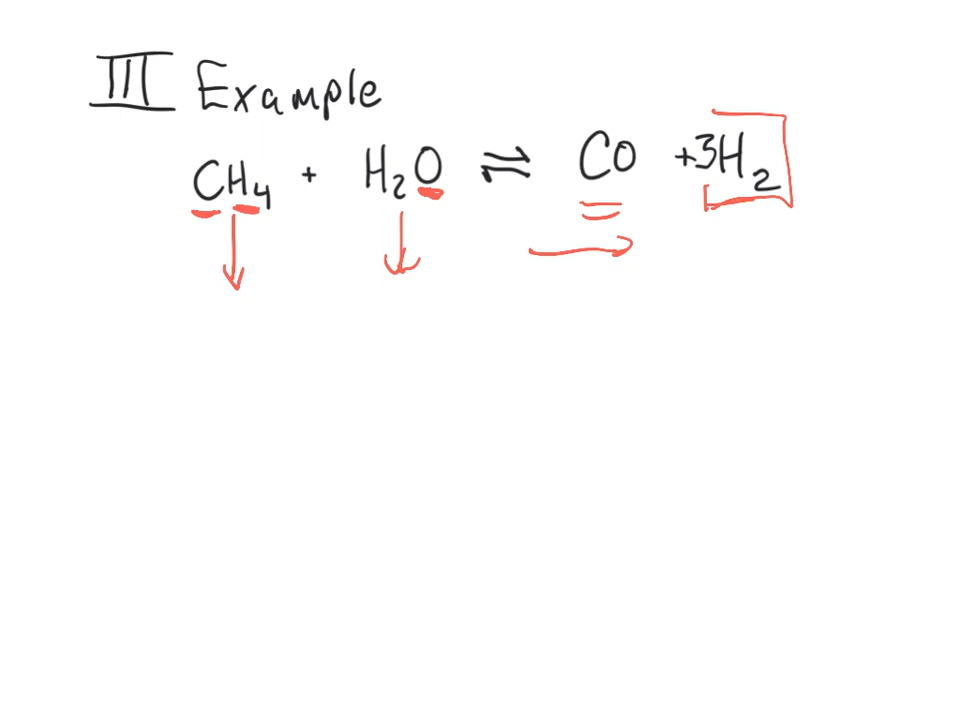 III Example
CH₄ + H₂O ⇌ CO + 3H₂